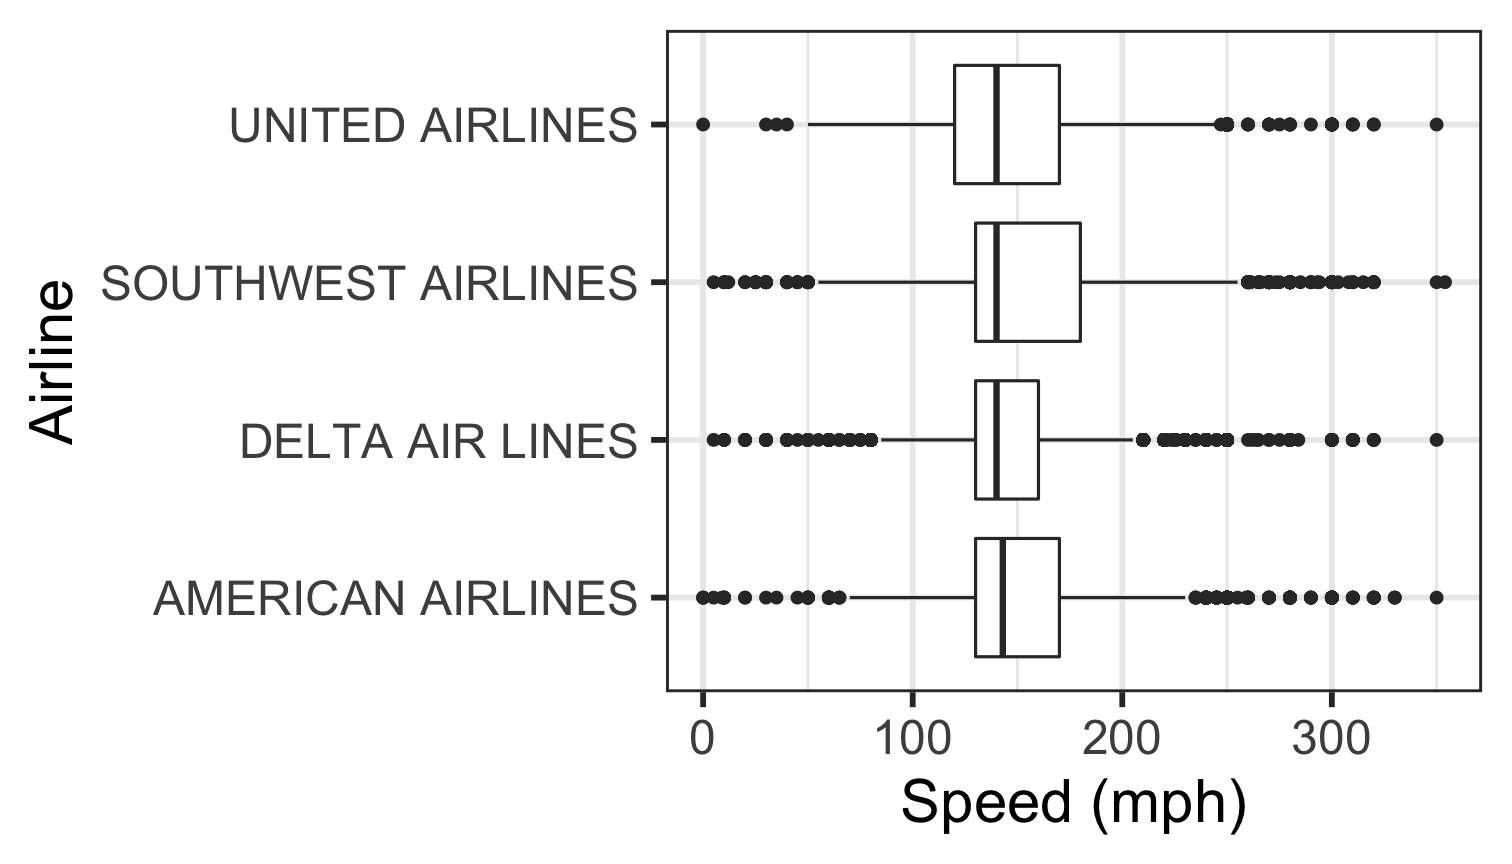 UNITED AIRLINES
SOUTHWEST AIRLINES
DELTA AIR LINES
AMERICAN AIRLINES
Airline
0 100 200 300
Speed (mph)